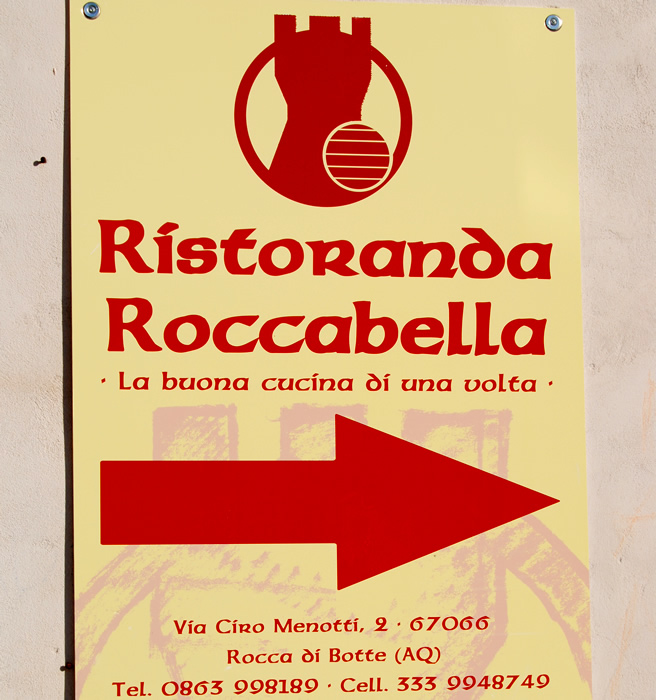 Ristoranda
Roccabella
· La buona cucina di una volta ·
Via Ciro Menotti, 2 · 67066
Rocca di Botte (AQ)
Tel. 0863 998189 · Cell. 333 9948749